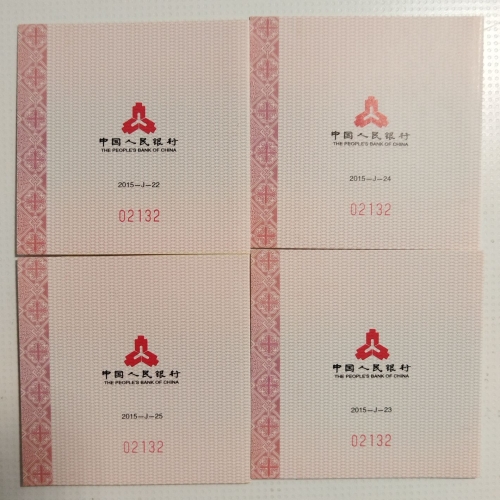 中国人民银行
THE PEOPLE'S BANK OF CHINA
2015-J-22
02132
中国人民银行
THE PEOPLE'S BANK OF CHINA
2015-J-24
02132
中国人民银行
THE PEOPLE'S BANK OF CHINA
2015-J-25
02132
中国人民银行
THE PEOPLE'S BANK OF CHINA
2015-J-23
02132